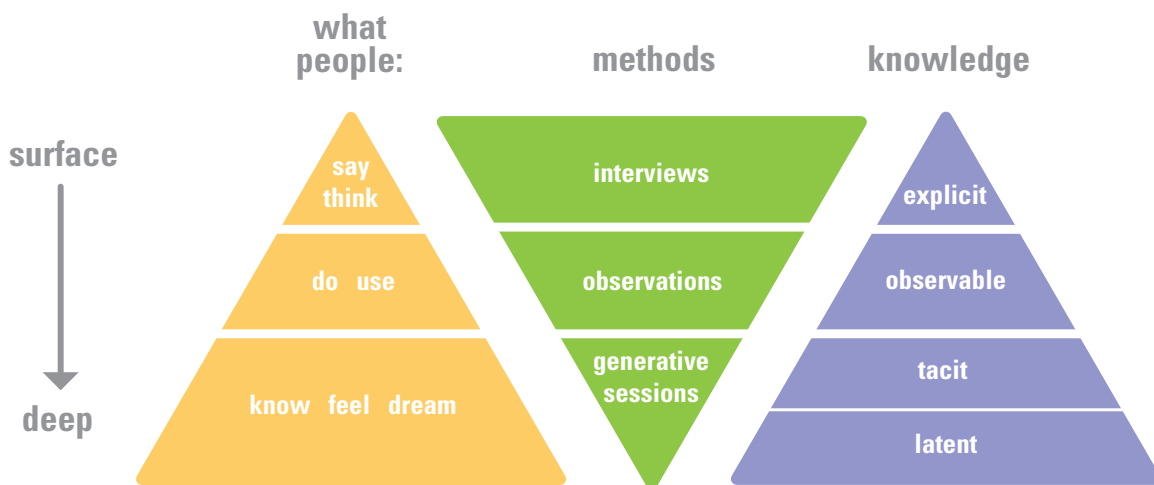 what
people:
methods
knowledge
surface
deep
say
think
do use
know feel dream
interviews
observations
generative
sessions
explicit
observable
tacit
latent